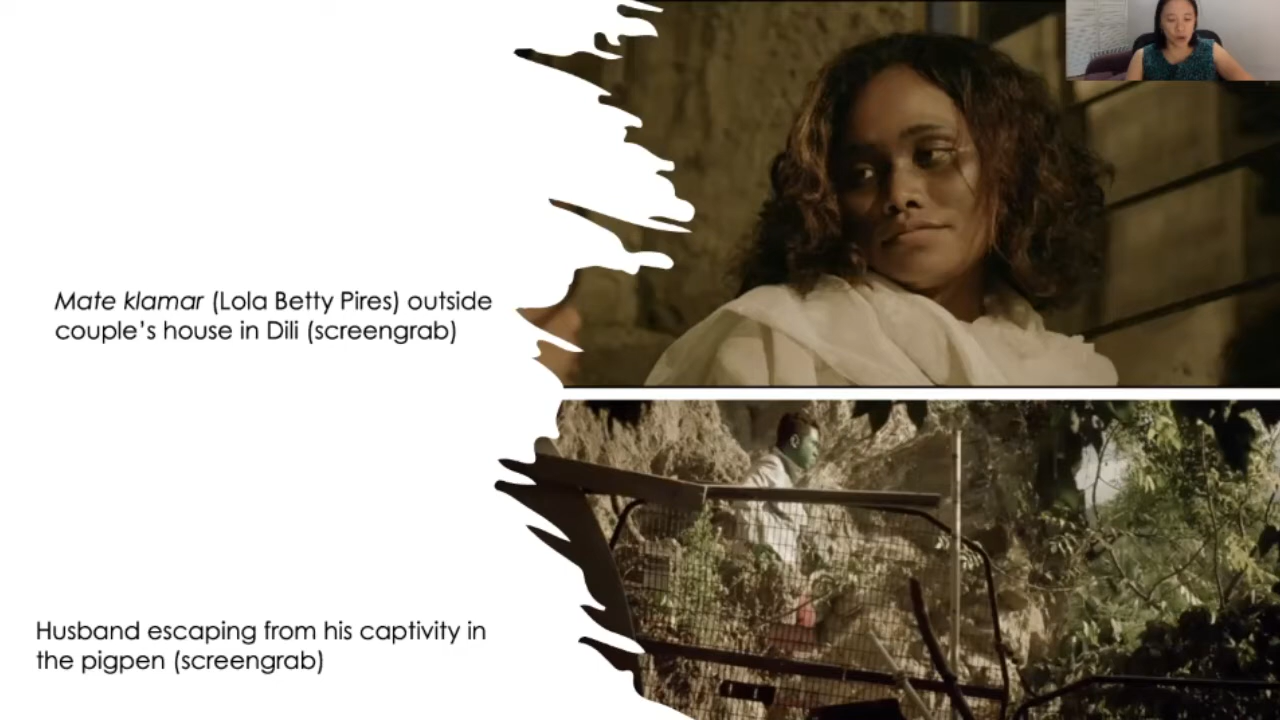 Mate klamar (Lola Betty Pires) outside
couple's house in Dili (screengrab)
Husband escaping from his captivity in
the pigpen (screengrab)